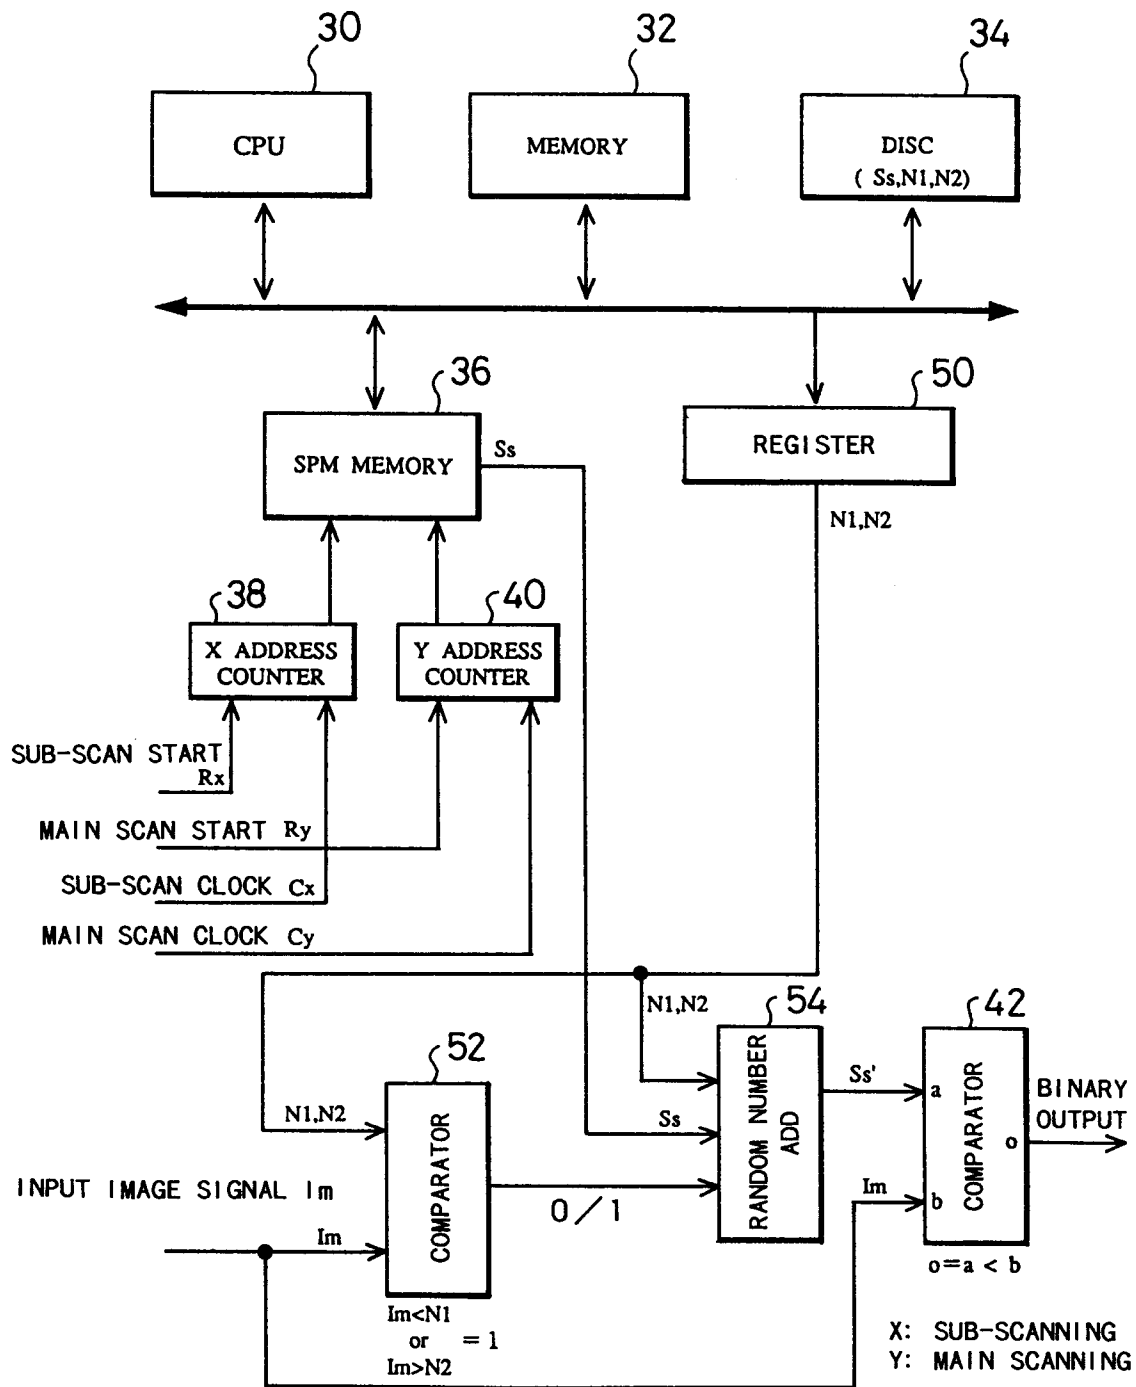 30
32
34
CPU
MEMORY
DISC
( Ss,N1,N2)
36
50
SPM MEMORY
Ss
REGISTER
N1,N2
38
40
X ADDRESS
COUNTER
Y ADDRESS
COUNTER
SUB-SCAN START
Rx
MAIN SCAN START Ry
SUB-SCAN CLOCK Cx
MAIN SCAN CLOCK Cy
N1,N2
54
42
52
N1,N2
COMPARATOR
Ss
RANDOM NUMBER
ADD
Ss'
a
COMPARATOR
BINARY
OUTPUT
o
INPUT IMAGE SIGNAL Im
Im
0/1
Im
b
o=a < b
Im<N1
or = 1
Im>N2
X: SUB-SCANNING
Y: MAIN SCANNING